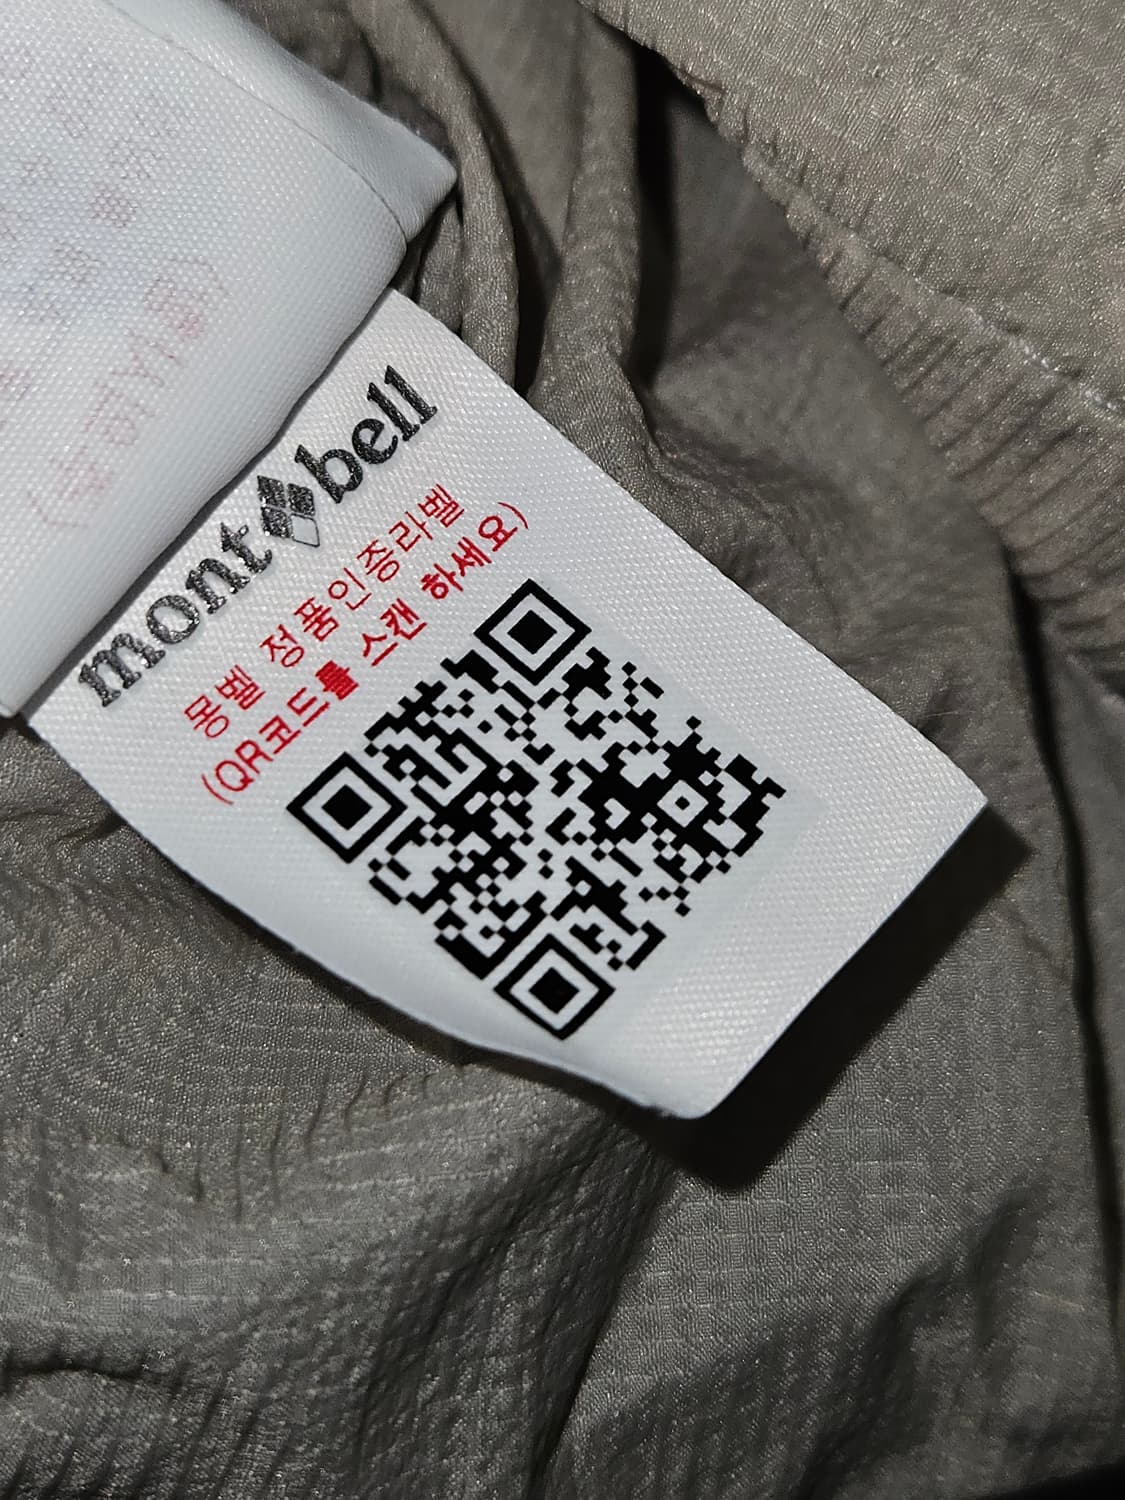 mont bell
몽벨 정품인증라벨
(QR코드를 스캔 하세요)